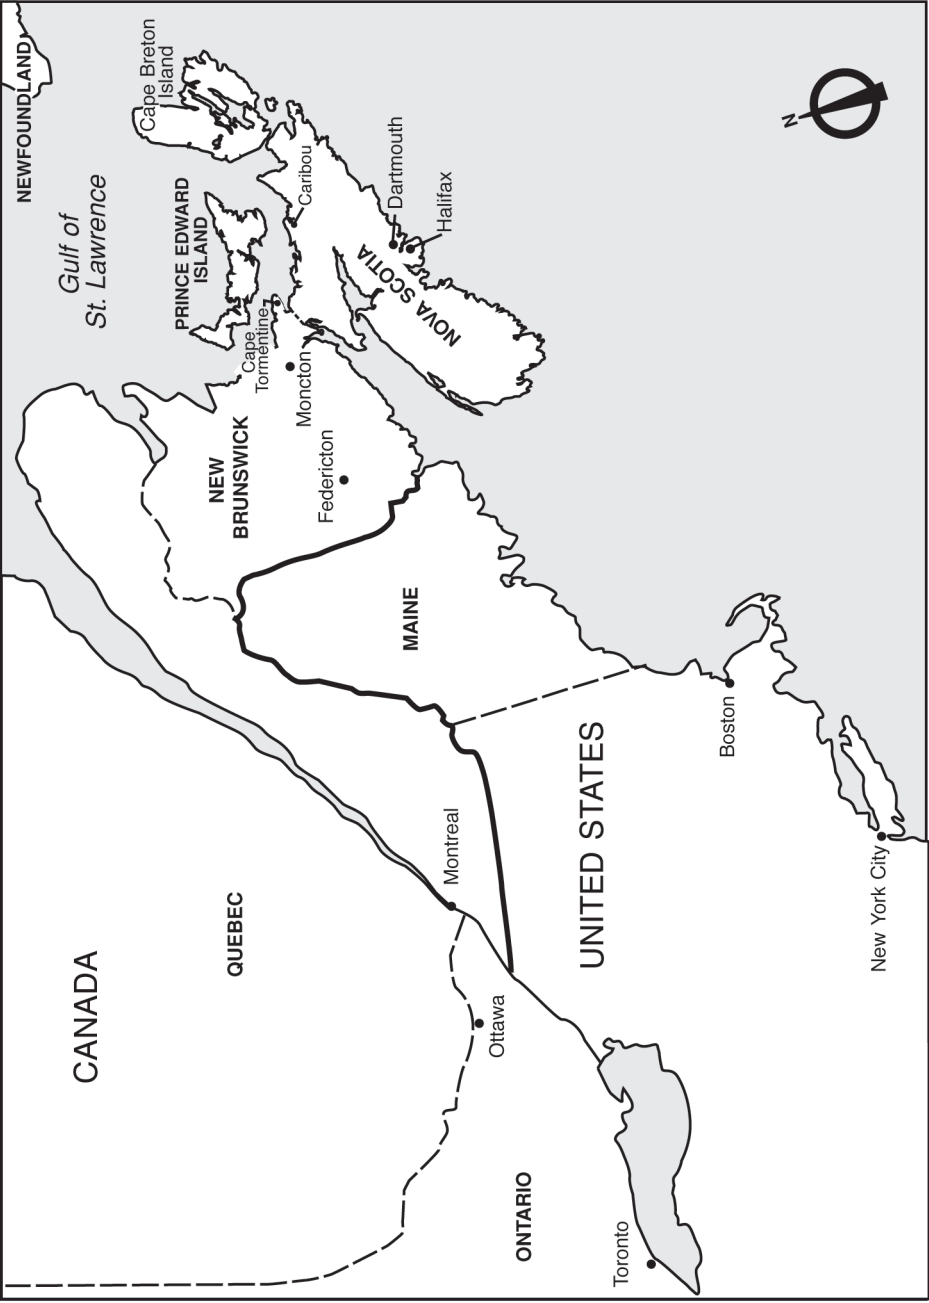 NEWFOUNDLAND
Cape Breton
Island
Gulf of
St. Lawrence
PRINCE EDWARD
ISLAND
Caribou
Dartmouth
Halifax
NOVA SCOTIA
Cape
Tormentine
Moncton
NEW
BRUNSWICK
Federicton
MAINE
CANADA
QUEBEC
Montreal
Ottawa
ONTARIO
Toronto
UNITED STATES
Boston
New York City
N